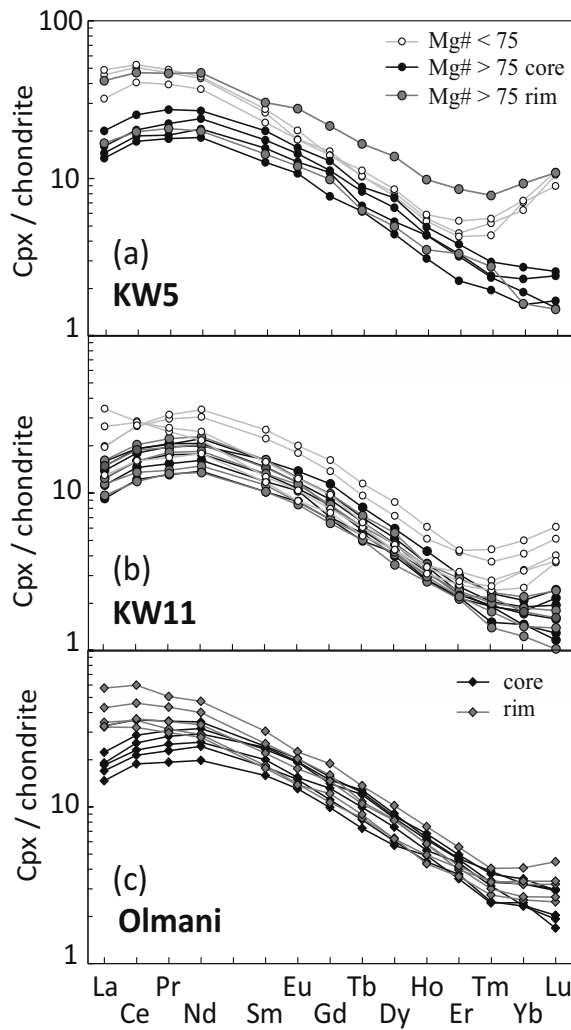 100
Mg# < 75
Mg# > 75 core
Mg# > 75 rim
10
Cpx / chondrite
(a)
KW5
1
10
Cpx / chondrite
(b)
KW11
1
core
rim
10
Cpx / chondrite
(c)
Olmani
1
La Pr Eu Tb Ho Tm Lu
Ce Nd Sm Gd Dy Er Yb